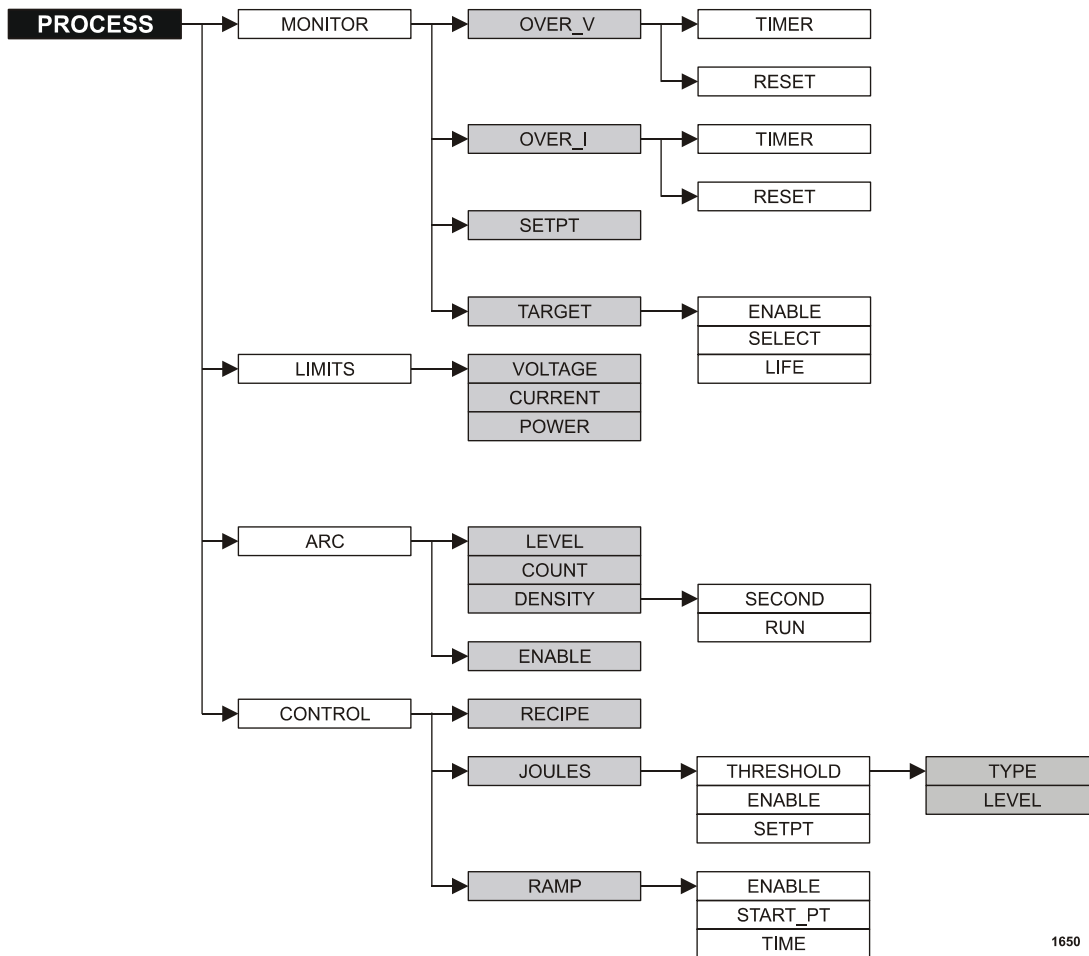 PROCESS
MONITOR
OVER_V
TIMER
RESET
OVER_I
TIMER
RESET
SETPT
TARGET
ENABLE
SELECT
LIFE
LIMITS
VOLTAGE
CURRENT
POWER
ARC
LEVEL
COUNT
DENSITY
SECOND
RUN
ENABLE
CONTROL
RECIPE
JOULES
THRESHOLD
TYPE
LEVEL
ENABLE
SETPT
RAMP
ENABLE
START_PT
TIME
1650